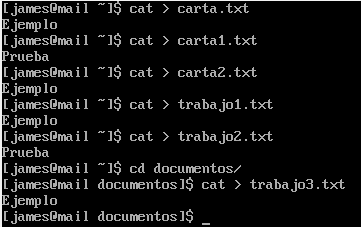 [james@mail ~]$ cat > carta.txt
Ejemplo
[james@mail ~]$ cat > carta1.txt
Prueba
[james@mail ~]$ cat > carta2.txt
Ejemplo
[james@mail ~]$ cat > trabajo1.txt
Ejemplo
[james@mail ~]$ cat > trabajo2.txt
Prueba
[james@mail ~]$ cd documentos/
[james@mail documentos]$ cat > trabajo3.txt
Ejemplo
[james@mail documentos]$ _